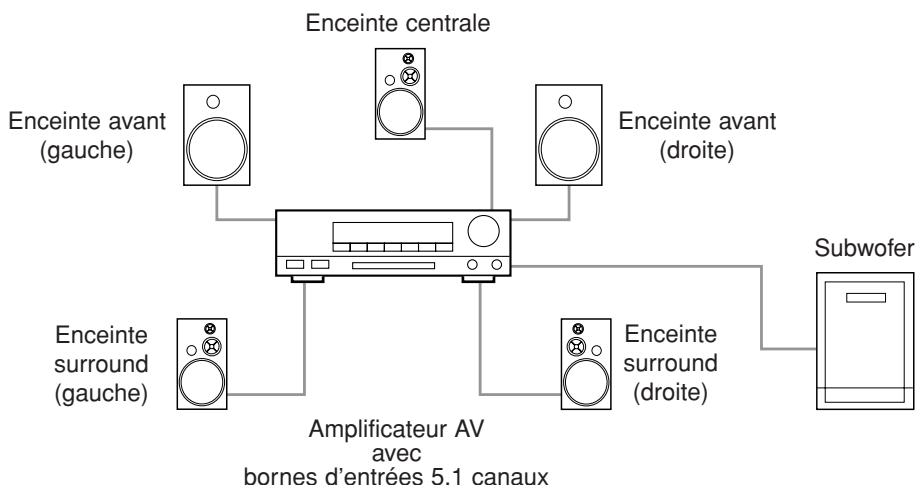 Enceinte centrale
Enceinte avant
(gauche)
Enceinte avant
(droite)
Subwofer
Enceinte
surround
(gauche)
Enceinte
surround
(droite)
Amplificateur AV
avec
bornes d'entrées 5.1 canaux